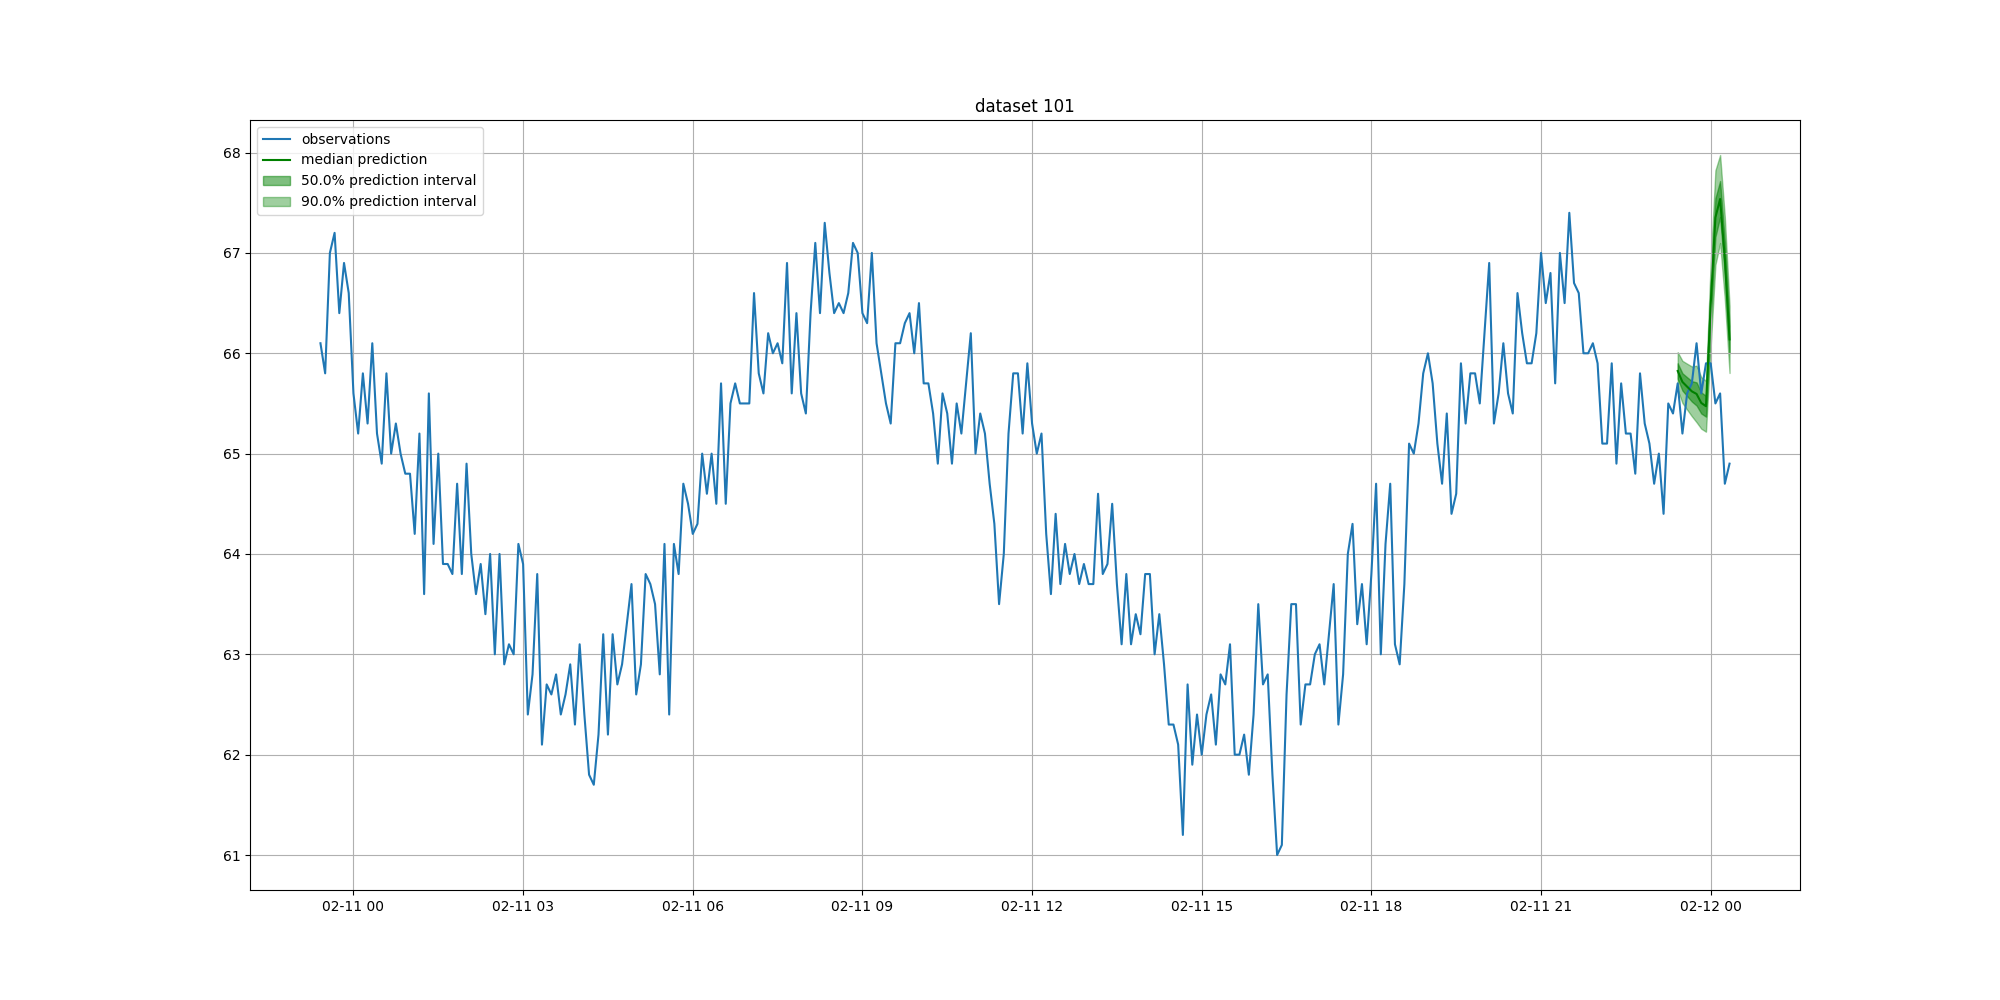 dataset 101
observations
median prediction
50.0% prediction interval
90.0% prediction interval
68
67
66
65
64
63
62
61
02-11 00 02-11 03 02-11 06 02-11 09 02-11 12 02-11 15 02-11 18 02-11 21 02-12 00